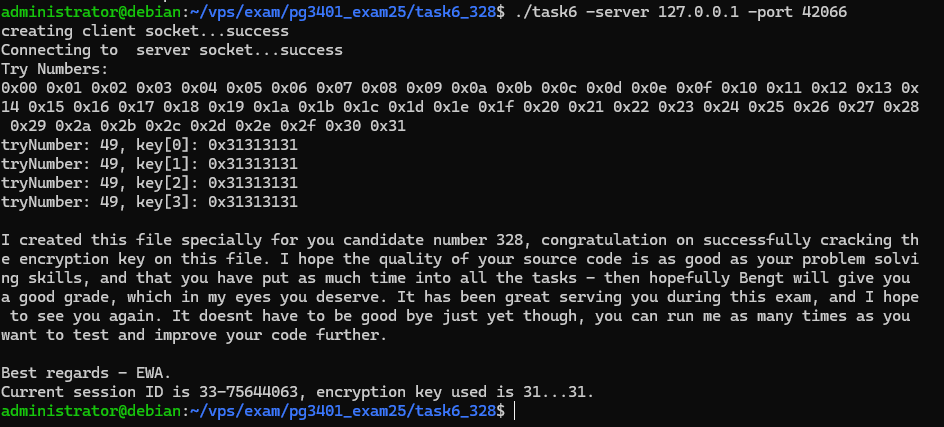 administrator@debian:~/vps/exam/pg3401_exam25/task6_328$ ./task6 -server 127.0.0.1 -port 42066
creating client socket...success
Connecting to  server socket...success
Try Numbers:
0x00 0x01 0x02 0x03 0x04 0x05 0x06 0x07 0x08 0x09 0x0a 0x0b 0x0c 0x0d 0x0e 0x0f 0x10 0x11 0x12 0x13 0x
14 0x15 0x16 0x17 0x18 0x19 0x1a 0x1b 0x1c 0x1d 0x1e 0x1f 0x20 0x21 0x22 0x23 0x24 0x25 0x26 0x27 0x28
 0x29 0x2a 0x2b 0x2c 0x2d 0x2e 0x2f 0x30 0x31
tryNumber: 49, key[0]: 0x31313131
tryNumber: 49, key[1]: 0x31313131
tryNumber: 49, key[2]: 0x31313131
tryNumber: 49, key[3]: 0x31313131

I created this file specially for you candidate number 328, congratulation on successfully cracking th
e encryption key on this file. I hope the quality of your source code is as good as your problem solvi
ng skills, and that you have put as much time into all the tasks - then hopefully Bengt will give you
a good grade, which in my eyes you deserve. It has been great serving you during this exam, and I hope
 to see you again. It doesnt have to be good bye just yet though, you can run me as many times as you
want to test and improve your code further.

Best regards - EWA.
Current session ID is 33-75644063, encryption key used is 31...31.
administrator@debian:~/vps/exam/pg3401_exam25/task6_328$